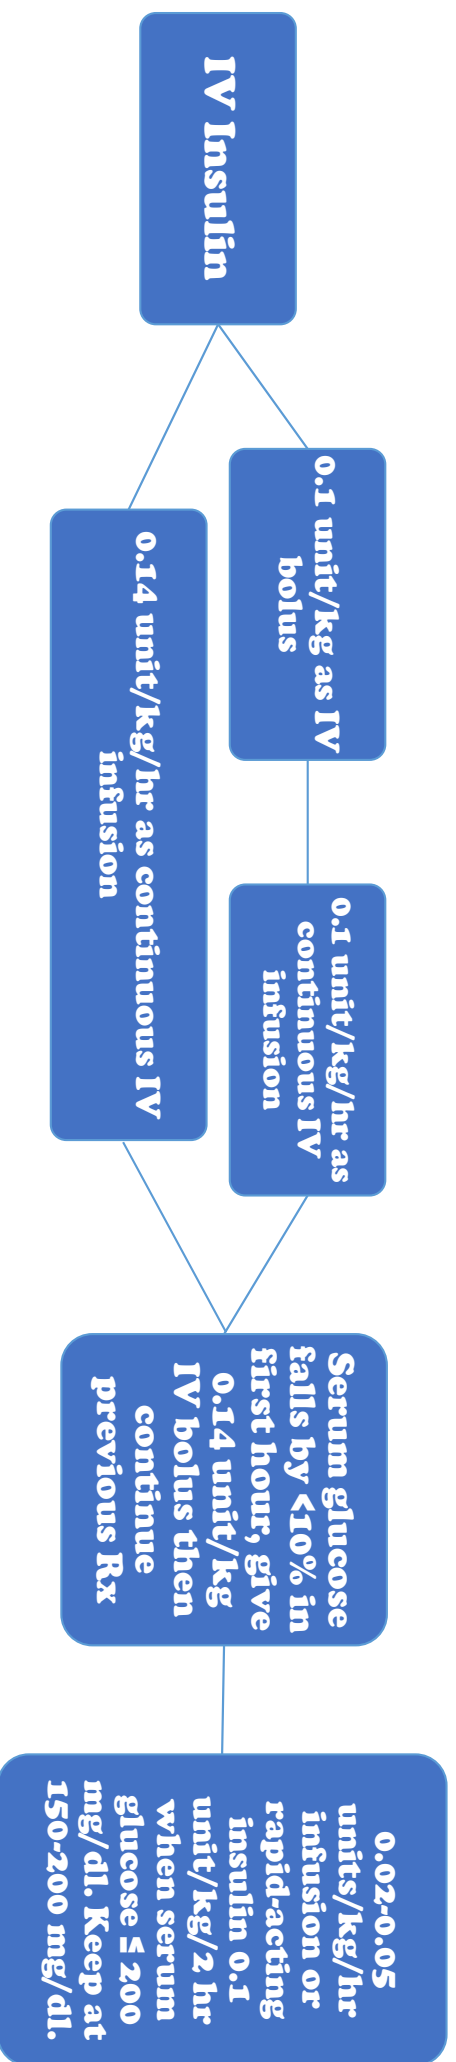 IV Insulin
0.1 unit/kg as IV
bolus
0.1 unit/kg/hr as
continuous IV
infusion
0.14 unit/kg/hr as continuous IV
infusion
Serum glucose
falls by <10% in
first hour, give
0.14 unit/kg
IV bolus then
continue
previous Rx
0.02-0.05
units/kg/hr
infusion or
rapid-acting
insulin 0.1
unit/kg/2 hr
when serum
glucose ≤ 200
mg/dl. Keep at
150-200 mg/dl.